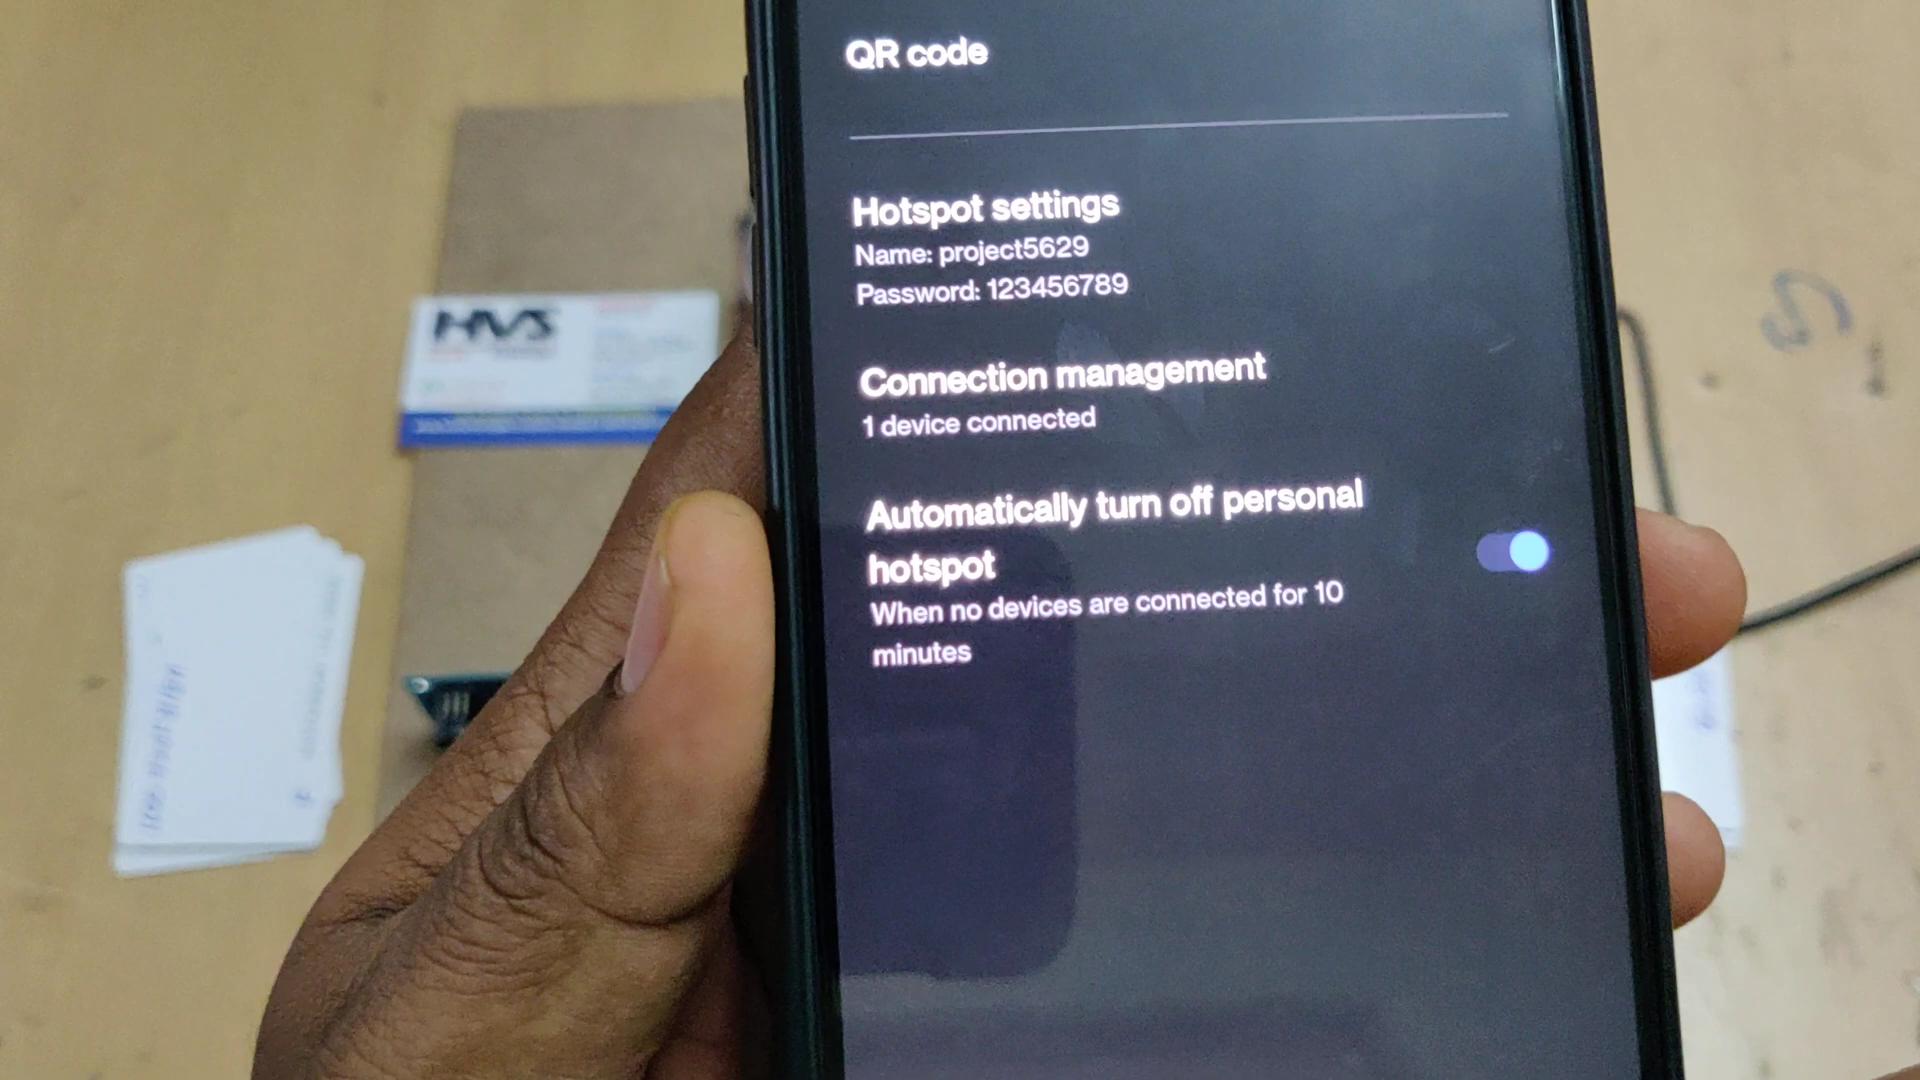 QR code
Hotspot settings
Name: project5629
Password: 123456789
Connection management
1 device connected
Automatically turn off personal
hotspot
When no devices are connected for 10
minutes
HVS